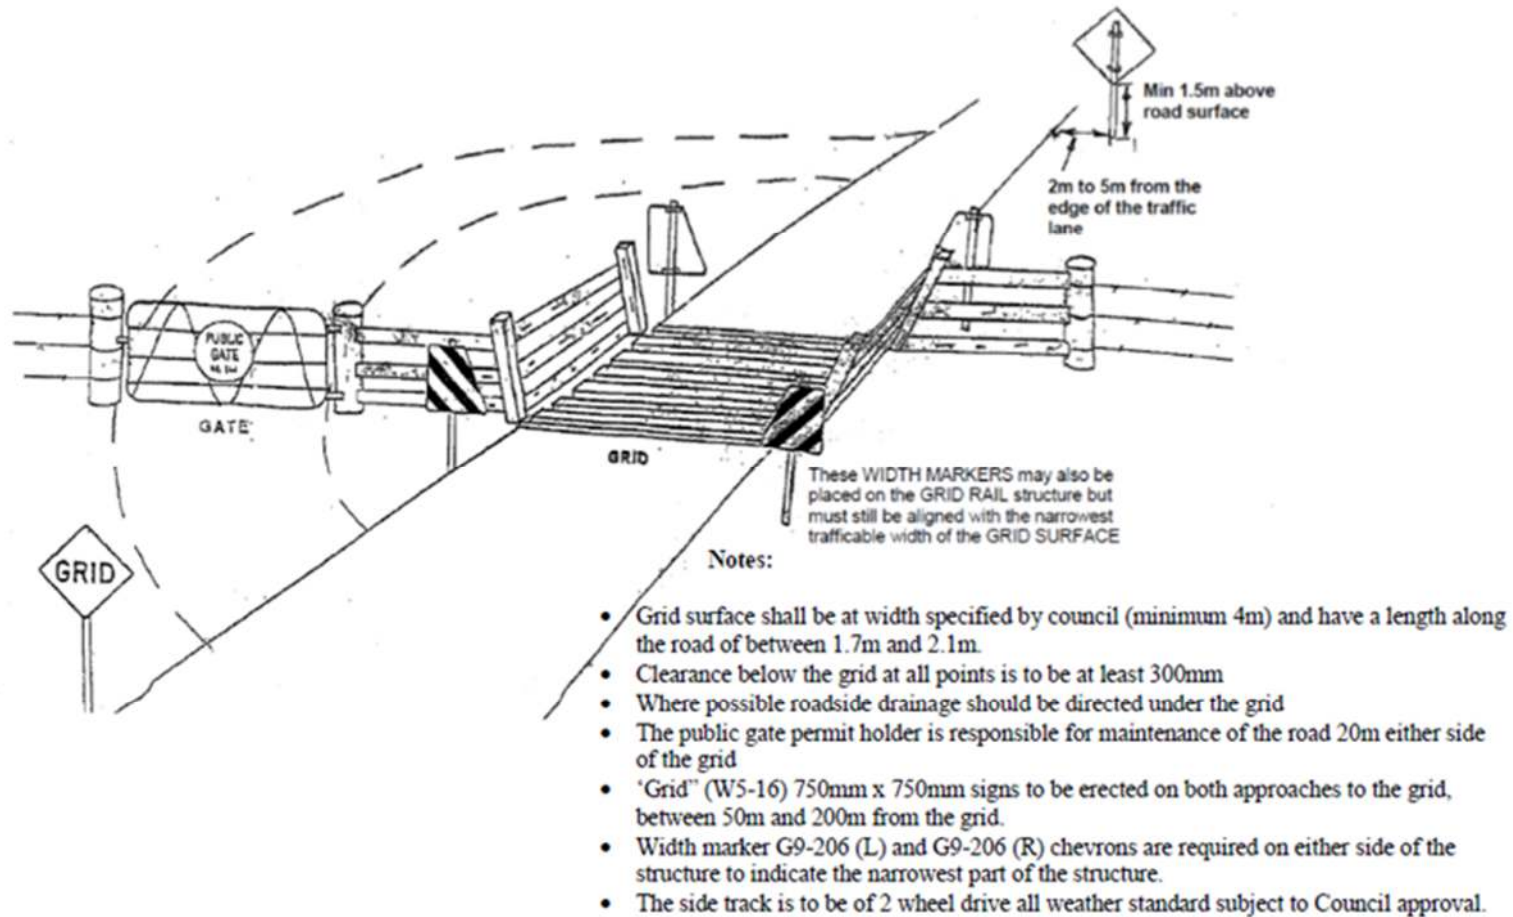 Min 1.5m above
road surface
2m to 5m from the
edge of the traffic
lane
PUBLIC
GATE
GATE
GRID
These WIDTH MARKERS may also be
placed on the GRID RAIL structure but
must still be aligned with the narrowest
trafficable width of the GRID SURFACE
GRID
Notes:
• Grid surface shall be at width specified by council (minimum 4m) and have a length along
the road of between 1.7m and 2.1m.
• Clearance below the grid at all points is to be at least 300mm
• Where possible roadside drainage should be directed under the grid
• The public gate permit holder is responsible for maintenance of the road 20m either side
of the grid
• 'Grid" (W5-16) 750mm x 750mm signs to be erected on both approaches to the grid,
between 50m and 200m from the grid.
• Width marker G9-206 (L) and G9-206 (R) chevrons are required on either side of the
structure to indicate the narrowest part of the structure.
• The side track is to be of 2 wheel drive all weather standard subject to Council approval.